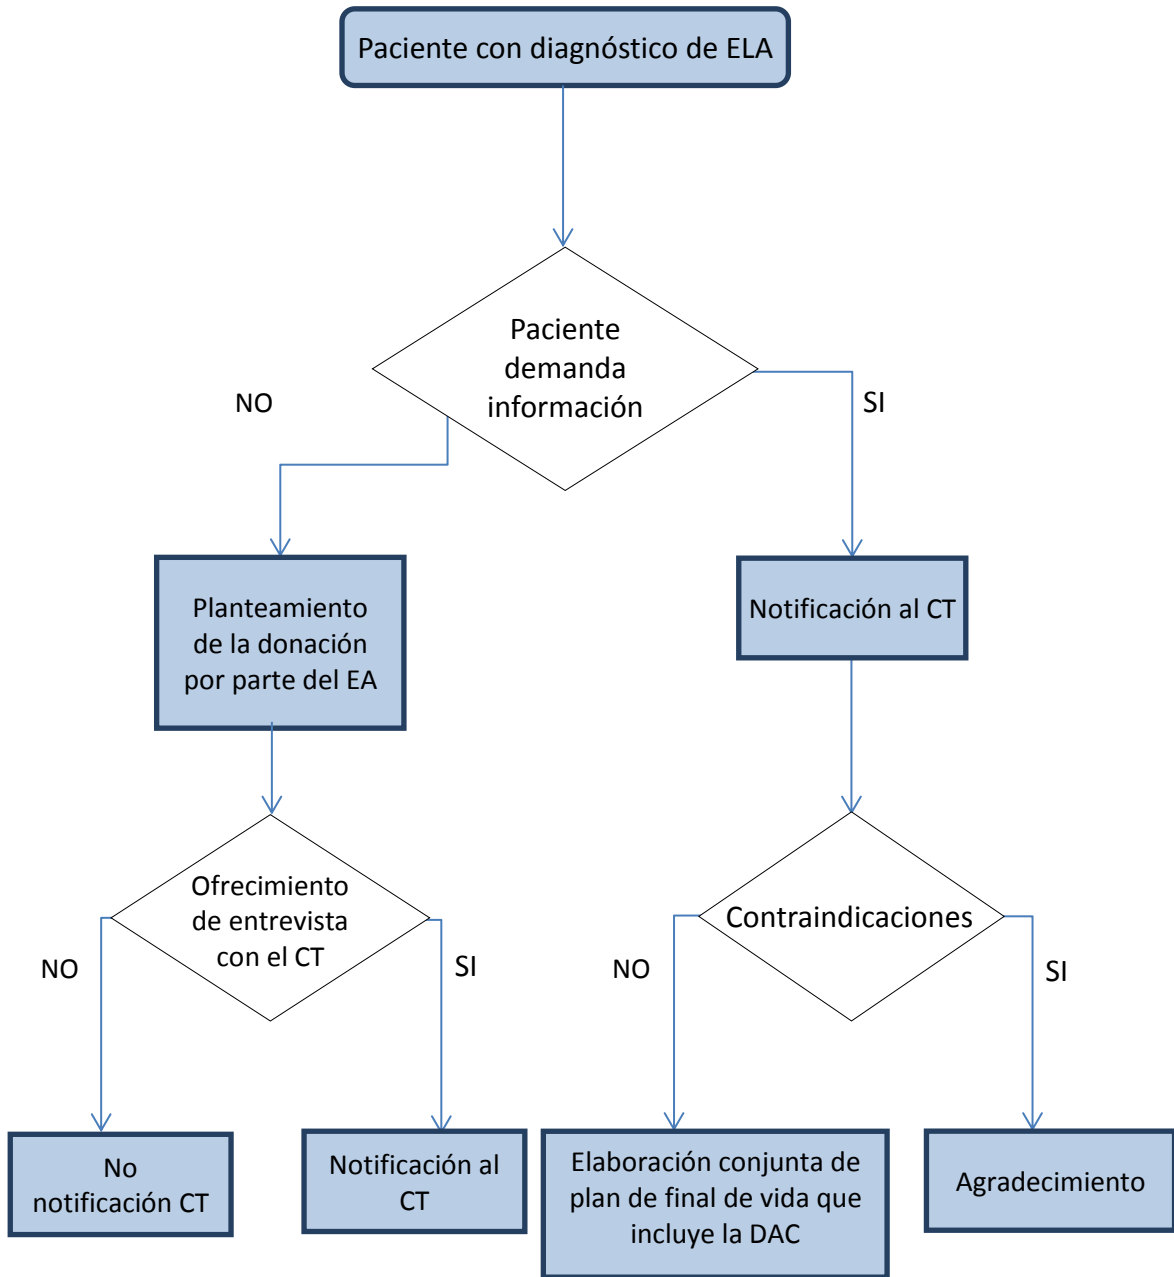 Paciente con diagnóstico de ELA
Paciente
demanda
información
NO
SI
Planteamiento
de la donación
por parte del EA
Notificación al CT
Ofrecimiento
de entrevista
con el CT
NO
SI
Contraindicaciones
NO
SI
No
notificación CT
Notificación al
CT
Elaboración conjunta de
plan de final de vida que
incluye la DAC
Agradecimiento